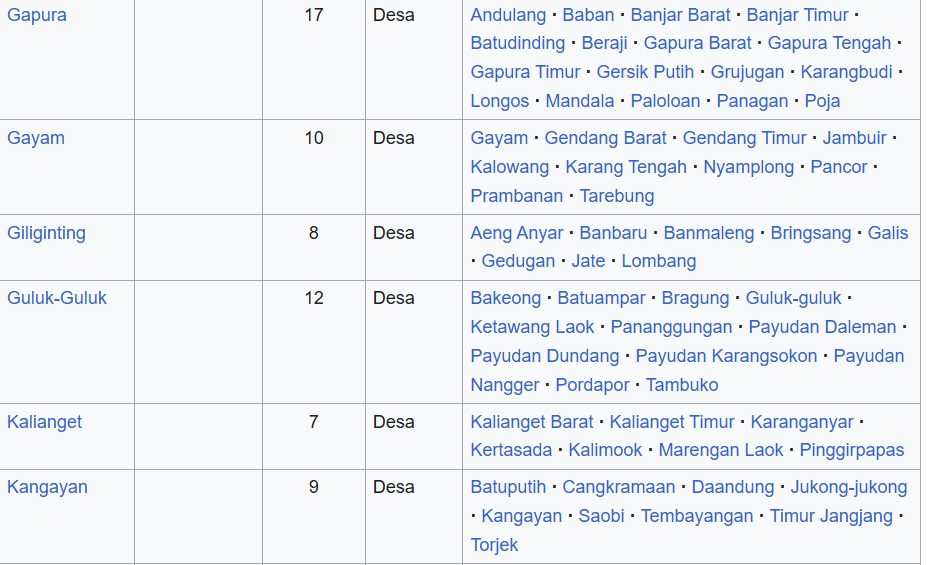 Gapura 17 Desa Andulang · Baban · Banjar Barat · Banjar Timur ·
Batudinding · Beraji · Gapura Barat · Gapura Tengah ·
Gapura Timur · Gersik Putih · Grujugan · Karangbudi ·
Longos · Mandala · Paloloan · Panagan · Poja
Gayam 10 Desa Gayam · Gendang Barat · Gendang Timur · Jambuir ·
Kalowang · Karang Tengah · Nyamplong · Pancor ·
Prambanan · Tarebung
Giliginting 8 Desa Aeng Anyar · Banbaru · Banmaleng · Bringsang · Galis
· Gedugan · Jate · Lombang
Guluk-Guluk 12 Desa Bakeong · Batuampar · Bragung · Guluk-guluk ·
Ketawang Laok · Pananggungan · Payudan Daleman ·
Payudan Dundang · Payudan Karangsokon · Payudan
Nangger · Pordapor · Tambuko
Kalianget 7 Desa Kalianget Barat · Kalianget Timur · Karanganyar ·
Kertasada · Kalimook · Marengan Laok · Pinggirpapas
Kangayan 9 Desa Batuputih · Cangkramaan · Daandung · Jukong-jukong
· Kangayan · Saobi · Tembayangan · Timur Jangjang ·
Torjek